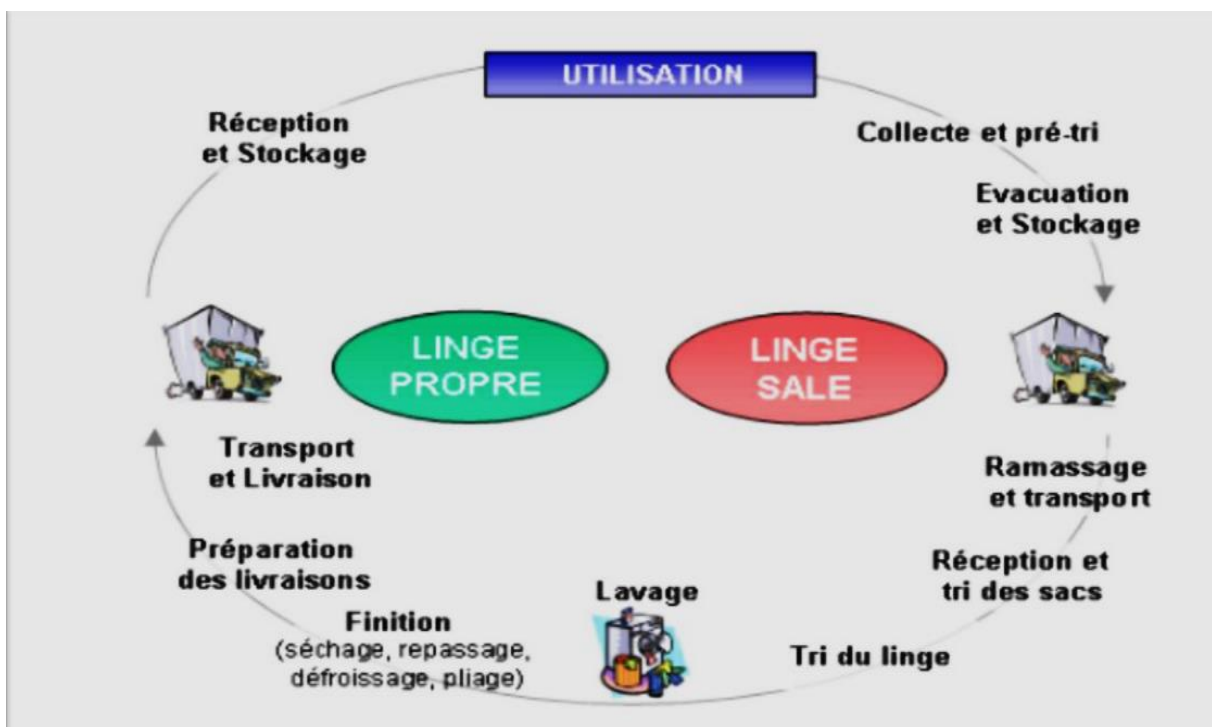 UTILISATION
Réception
et Stockage
Collecte et pré-tri
Evacuation
et Stockage
LINGE
PROPRE
LINGE
SALE
Transport
et Livraison
Ramassage
et transport
Préparation
des livraisons
Réception et
tri des sacs
Lavage
Finition
(séchage, repassage,
défroissage, pliage)
Tri du linge